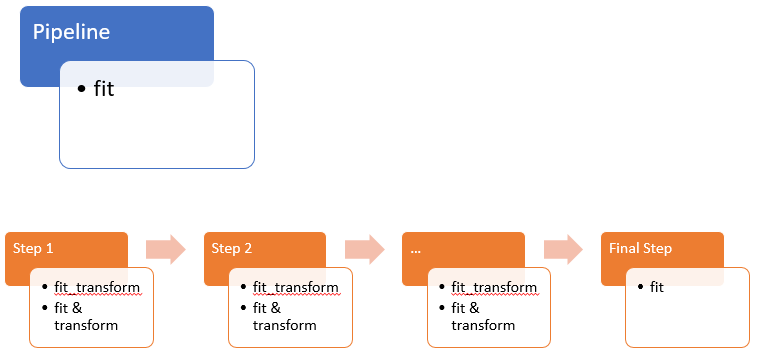 Pipeline
• fit
Step 1
• fit_transform
• fit &
transform
Step 2
• fit_transform
• fit &
transform
...
• fit_transform
• fit &
transform
Final Step
• fit